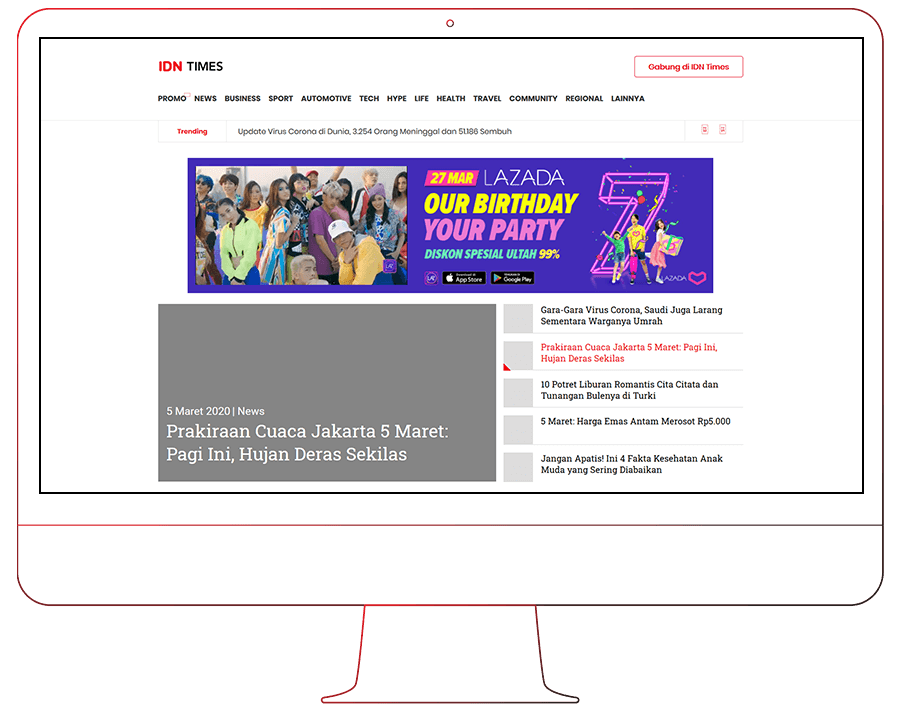 IDN TIMES
Gabung di IDN Times
PROMO NEWS BUSINESS SPORT AUTOMOTIVE TECH HYPE LIFE HEALTH TRAVEL COMMUNITY REGIONAL LAINNYA
Trending
Update Virus Corona di Dunia, 3.254 Orang Meninggal dan 51.186 Sembuh
27 MAR LAZADA
OUR BIRTHDAY
YOUR PARTY
DISKON SPESIAL ULTAH 99%
App Store
Google Play
LAZADA
5 Maret 2020 | News
Prakiraan Cuaca Jakarta 5 Maret:
Pagi Ini, Hujan Deras Sekilas
Gara-Gara Virus Corona, Saudi Juga Larang
Sementara Warganya Umrah
Prakiraan Cuaca Jakarta 5 Maret: Pagi Ini,
Hujan Deras Sekilas
10 Potret Liburan Romantis Cita Citata dan
Tunangan Bulenya di Turki
5 Maret: Harga Emas Antam Merosot Rp5.000
Jangan Apatis! Ini 4 Fakta Kesehatan Anak
Muda yang Sering Diabaikan